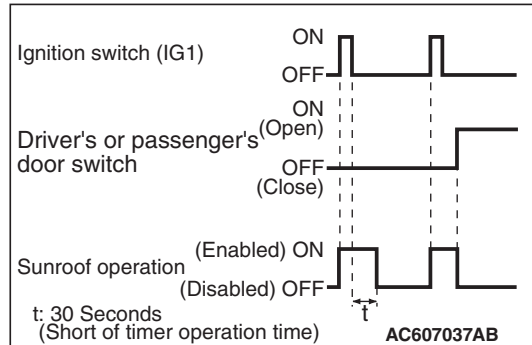 ON
Ignition switch (IG1)
OFF
ON
(Open)
Driver's or passenger's
door switch
OFF
(Close)
(Enabled) ON
Sunroof operation
(Disabled) OFF
t
t: 30 Seconds
(Short of timer operation time)
AC607037AB